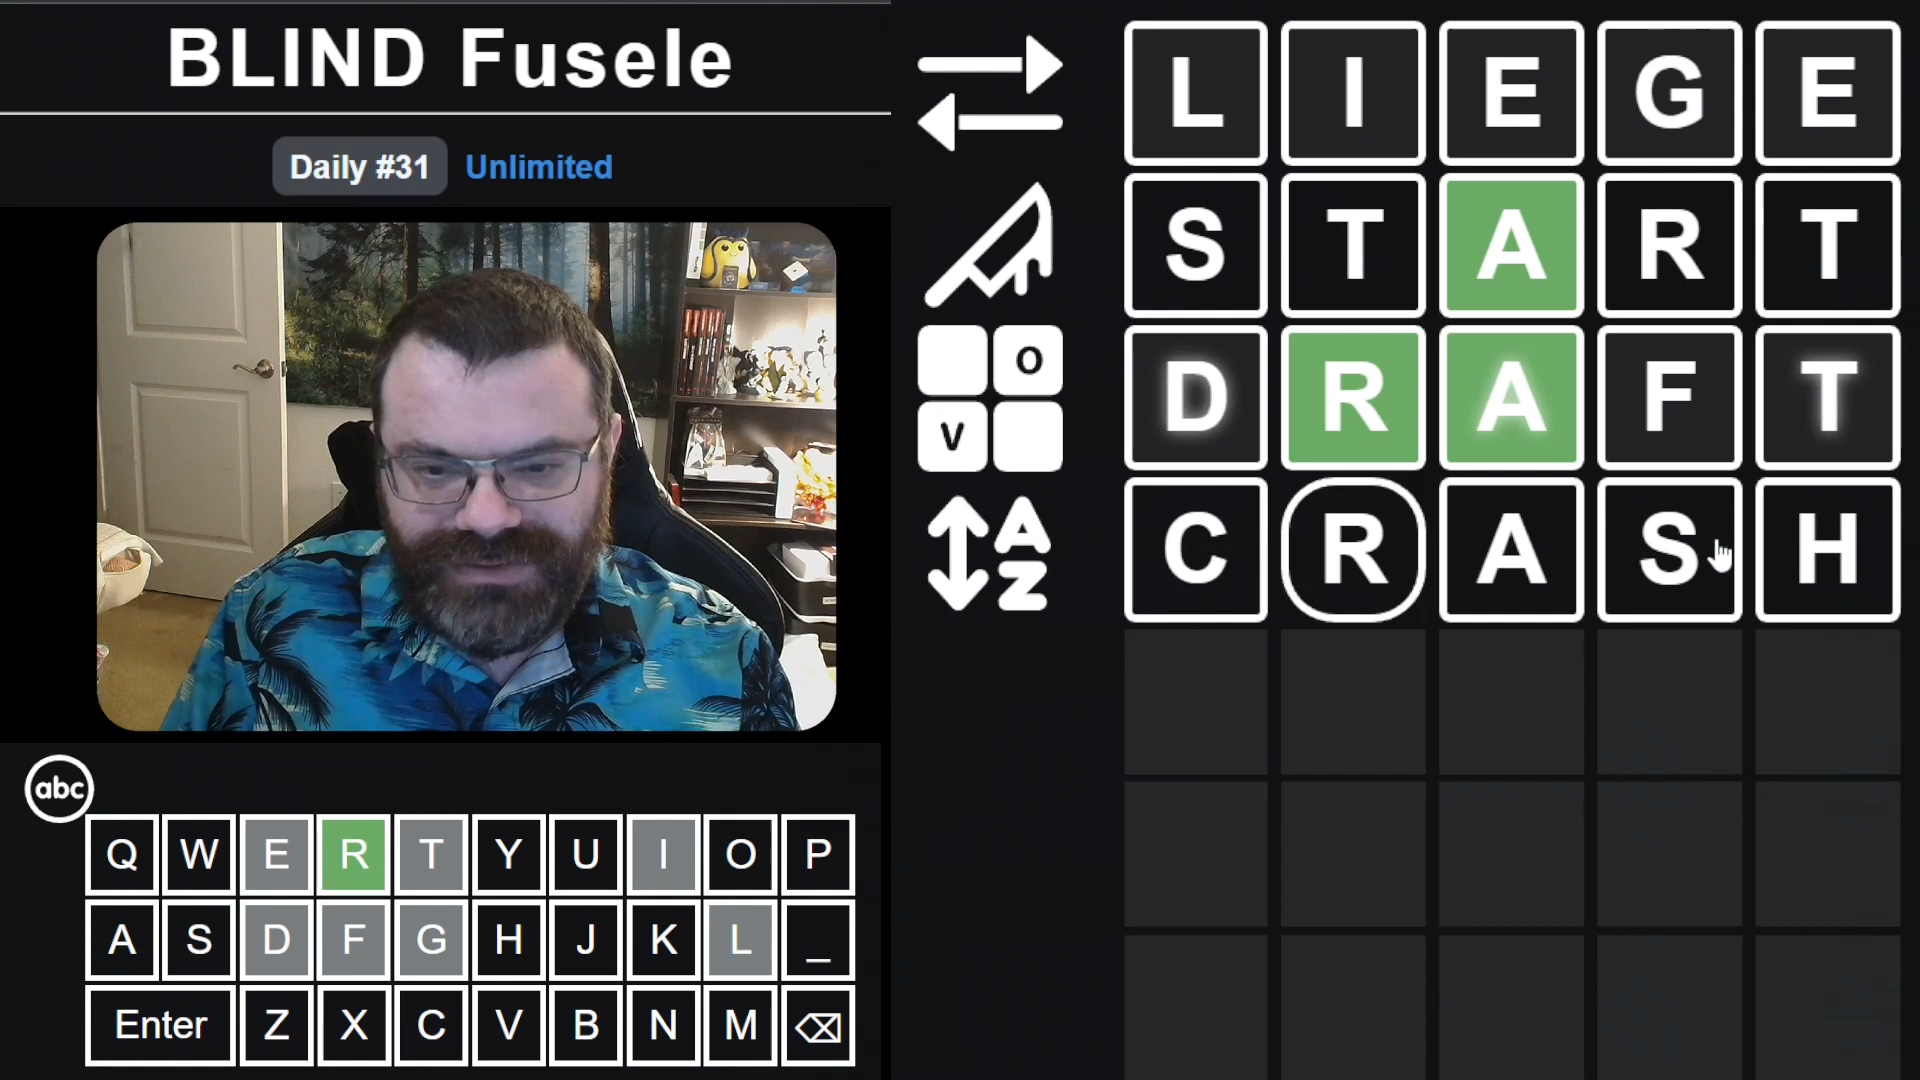 BLIND Fusele
Daily #31 Unlimited
L I E G E
S T A R T
O
V
D R A F T
A
Z
C R A S H
abc
Q W E R T Y U I O P
A S D F G H J K L _
Enter Z X C V B N M ⌫